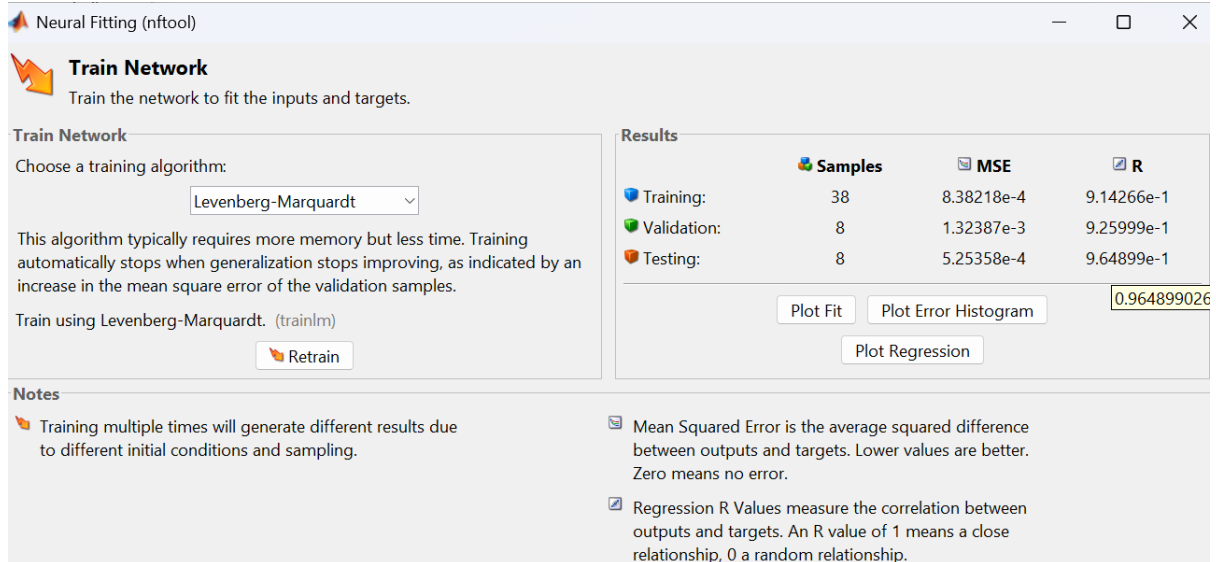 Neural Fitting (nftool)
Train Network
Train the network to fit the inputs and targets.
Train Network
Choose a training algorithm:
Levenberg-Marquardt
This algorithm typically requires more memory but less time. Training
automatically stops when generalization stops improving, as indicated by an
increase in the mean square error of the validation samples.
Train using Levenberg-Marquardt. (trainlm)
Retrain
Results
Samples MSE R
Training: 38 8.38218e-4 9.14266e-1
Validation: 8 1.32387e-3 9.25999e-1
Testing: 8 5.25358e-4 9.64899e-1
0.964899026
Plot Fit Plot Error Histogram
Plot Regression
Notes
Training multiple times will generate different results due
to different initial conditions and sampling.
Mean Squared Error is the average squared difference
between outputs and targets. Lower values are better.
Zero means no error.
Regression R Values measure the correlation between
outputs and targets. An R value of 1 means a close
relationship, 0 a random relationship.